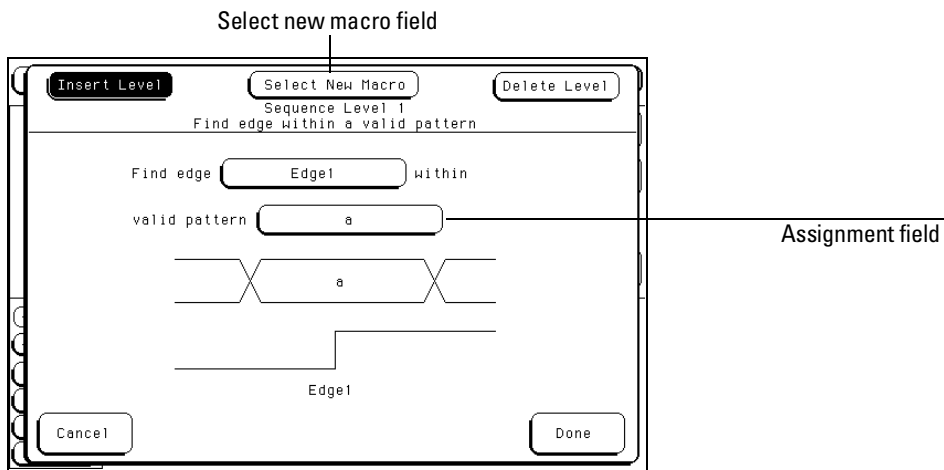 Select new macro field
Insert Level
Select New Macro
Delete Level
Sequence Level 1
Find edge within a valid pattern
Find edge Edge1 within
valid pattern a
Assignment field
a
Edge1
Cancel
Done